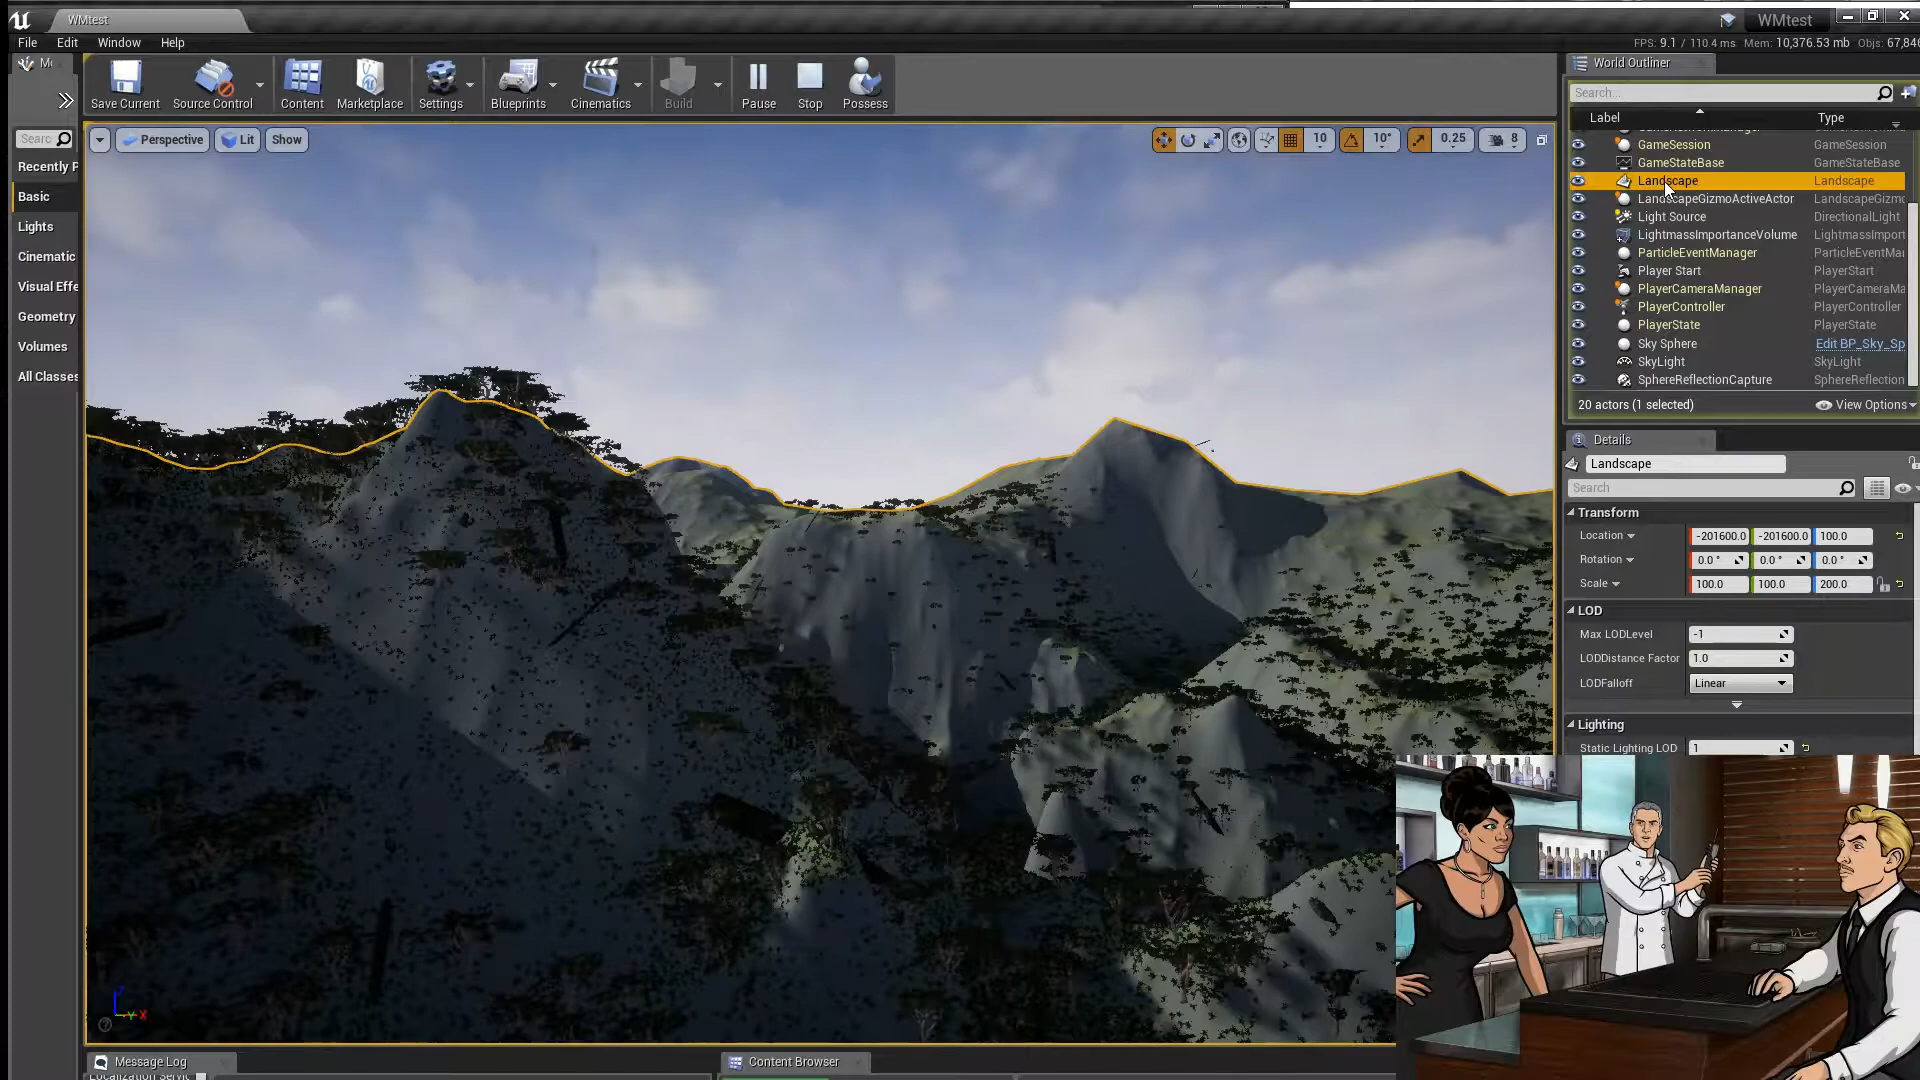 WMtest
WMtest
File Edit Window Help
FPS: 9.1 / 110.4 ms Mem: 10,376.53 mb Objs: 67,846
World Outliner
Save Current Source Control Content Marketplace Settings Blueprints Cinematics Build Pause Stop Possess
Search...
Label Type
Perspective Lit Show 10 10° 0.25 8
Recently P
Basic
Lights
Cinematic
Visual Effe
Geometry
Volumes
All Classes
GameSession GameSession
GameStateBase GameStateBase
Landscape Landscape
LandscapeGizmoActiveActor LandscapeGizmo
Light Source DirectionalLight
LightmassImportanceVolume LightmassImport
ParticleEventManager ParticleEventMa
Player Start PlayerStart
PlayerCameraManager PlayerCameraMa
PlayerController PlayerController
PlayerState PlayerState
Sky Sphere Edit BP_Sky_Sp
SkyLight SkyLight
SphereReflectionCapture SphereReflection
20 actors (1 selected) View Options
Details
Landscape
Search
Transform
Location -201600.0 -201600.0 100.0
Rotation 0.0 ° 0.0 ° 0.0 °
Scale 100.0 100.0 200.0
LOD
Max LODLevel -1
LODDistance Factor 1.0
LODFalloff Linear
Lighting
Static Lighting LOD 1
Message Log Content Browser